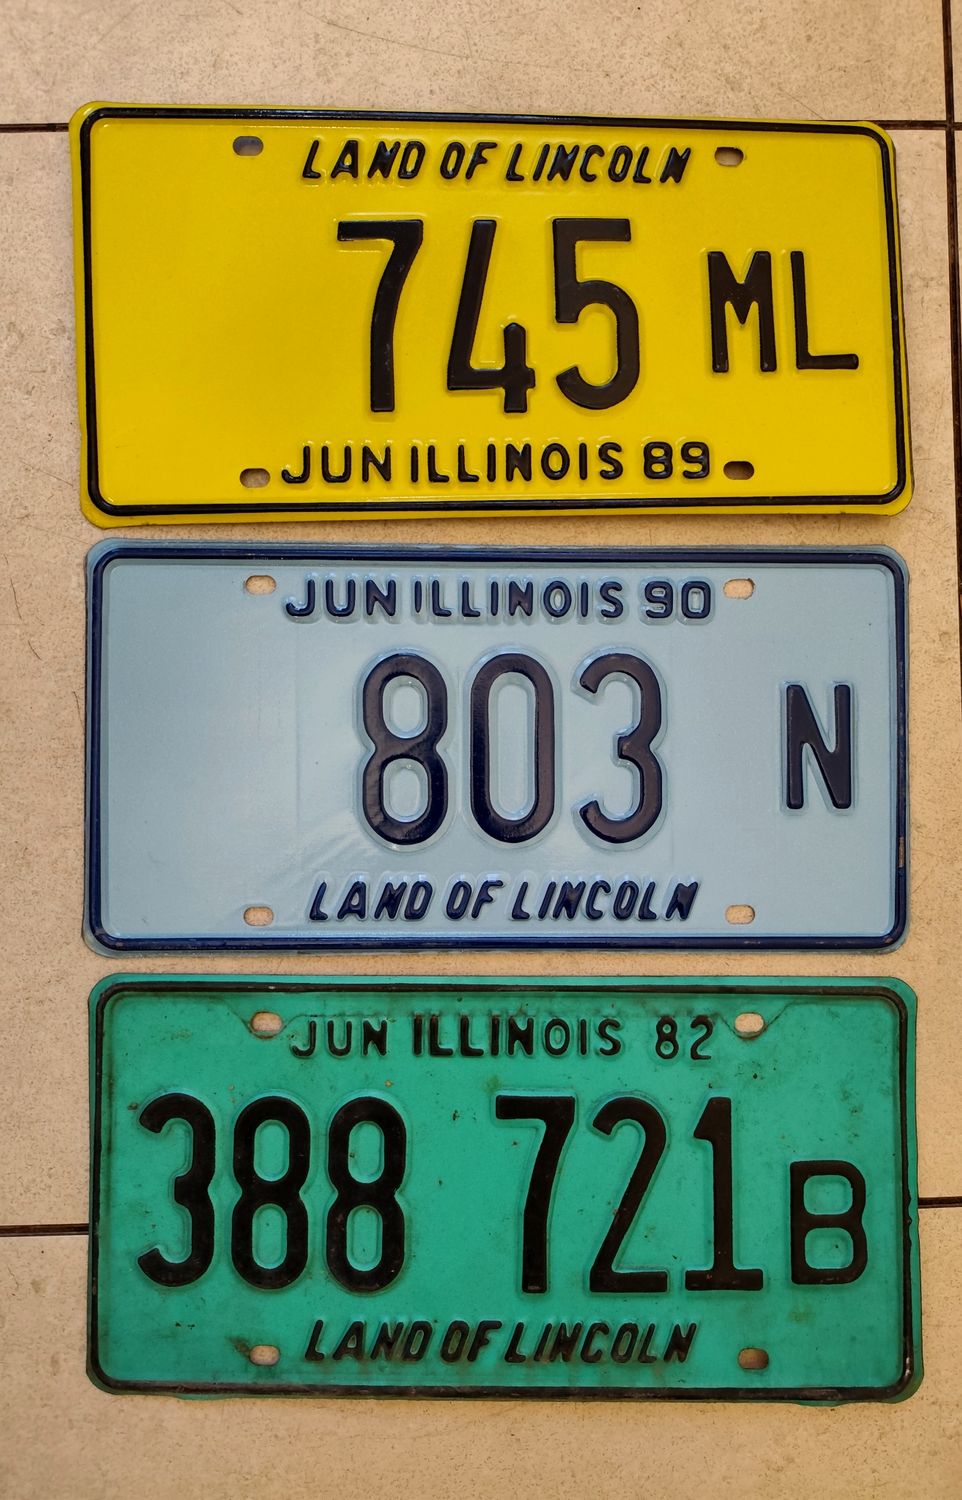 LAND OF LINCOLN
745 ML
JUN ILLINOIS 89
JUN ILLINOIS 90
803 N
LAND OF LINCOLN
JUN ILLINOIS 82
388 721 B
LAND OF LINCOLN